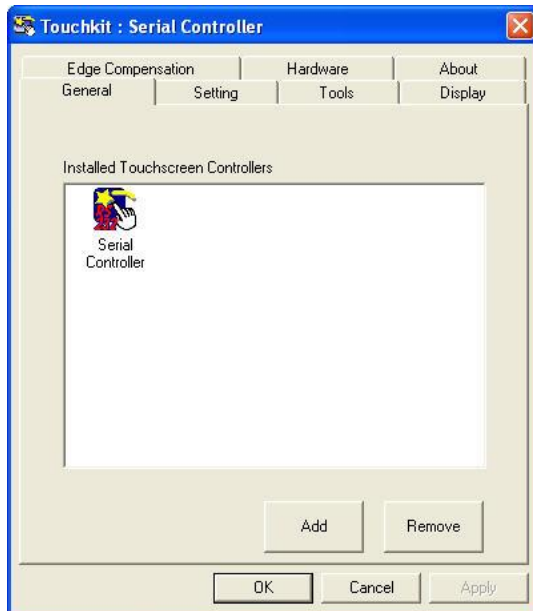 Touchkit : Serial Controller
Edge Compensation Hardware About
General Setting Tools Display
Installed Touchscreen Controllers
Serial
Controller
Add Remove
OK Cancel Apply